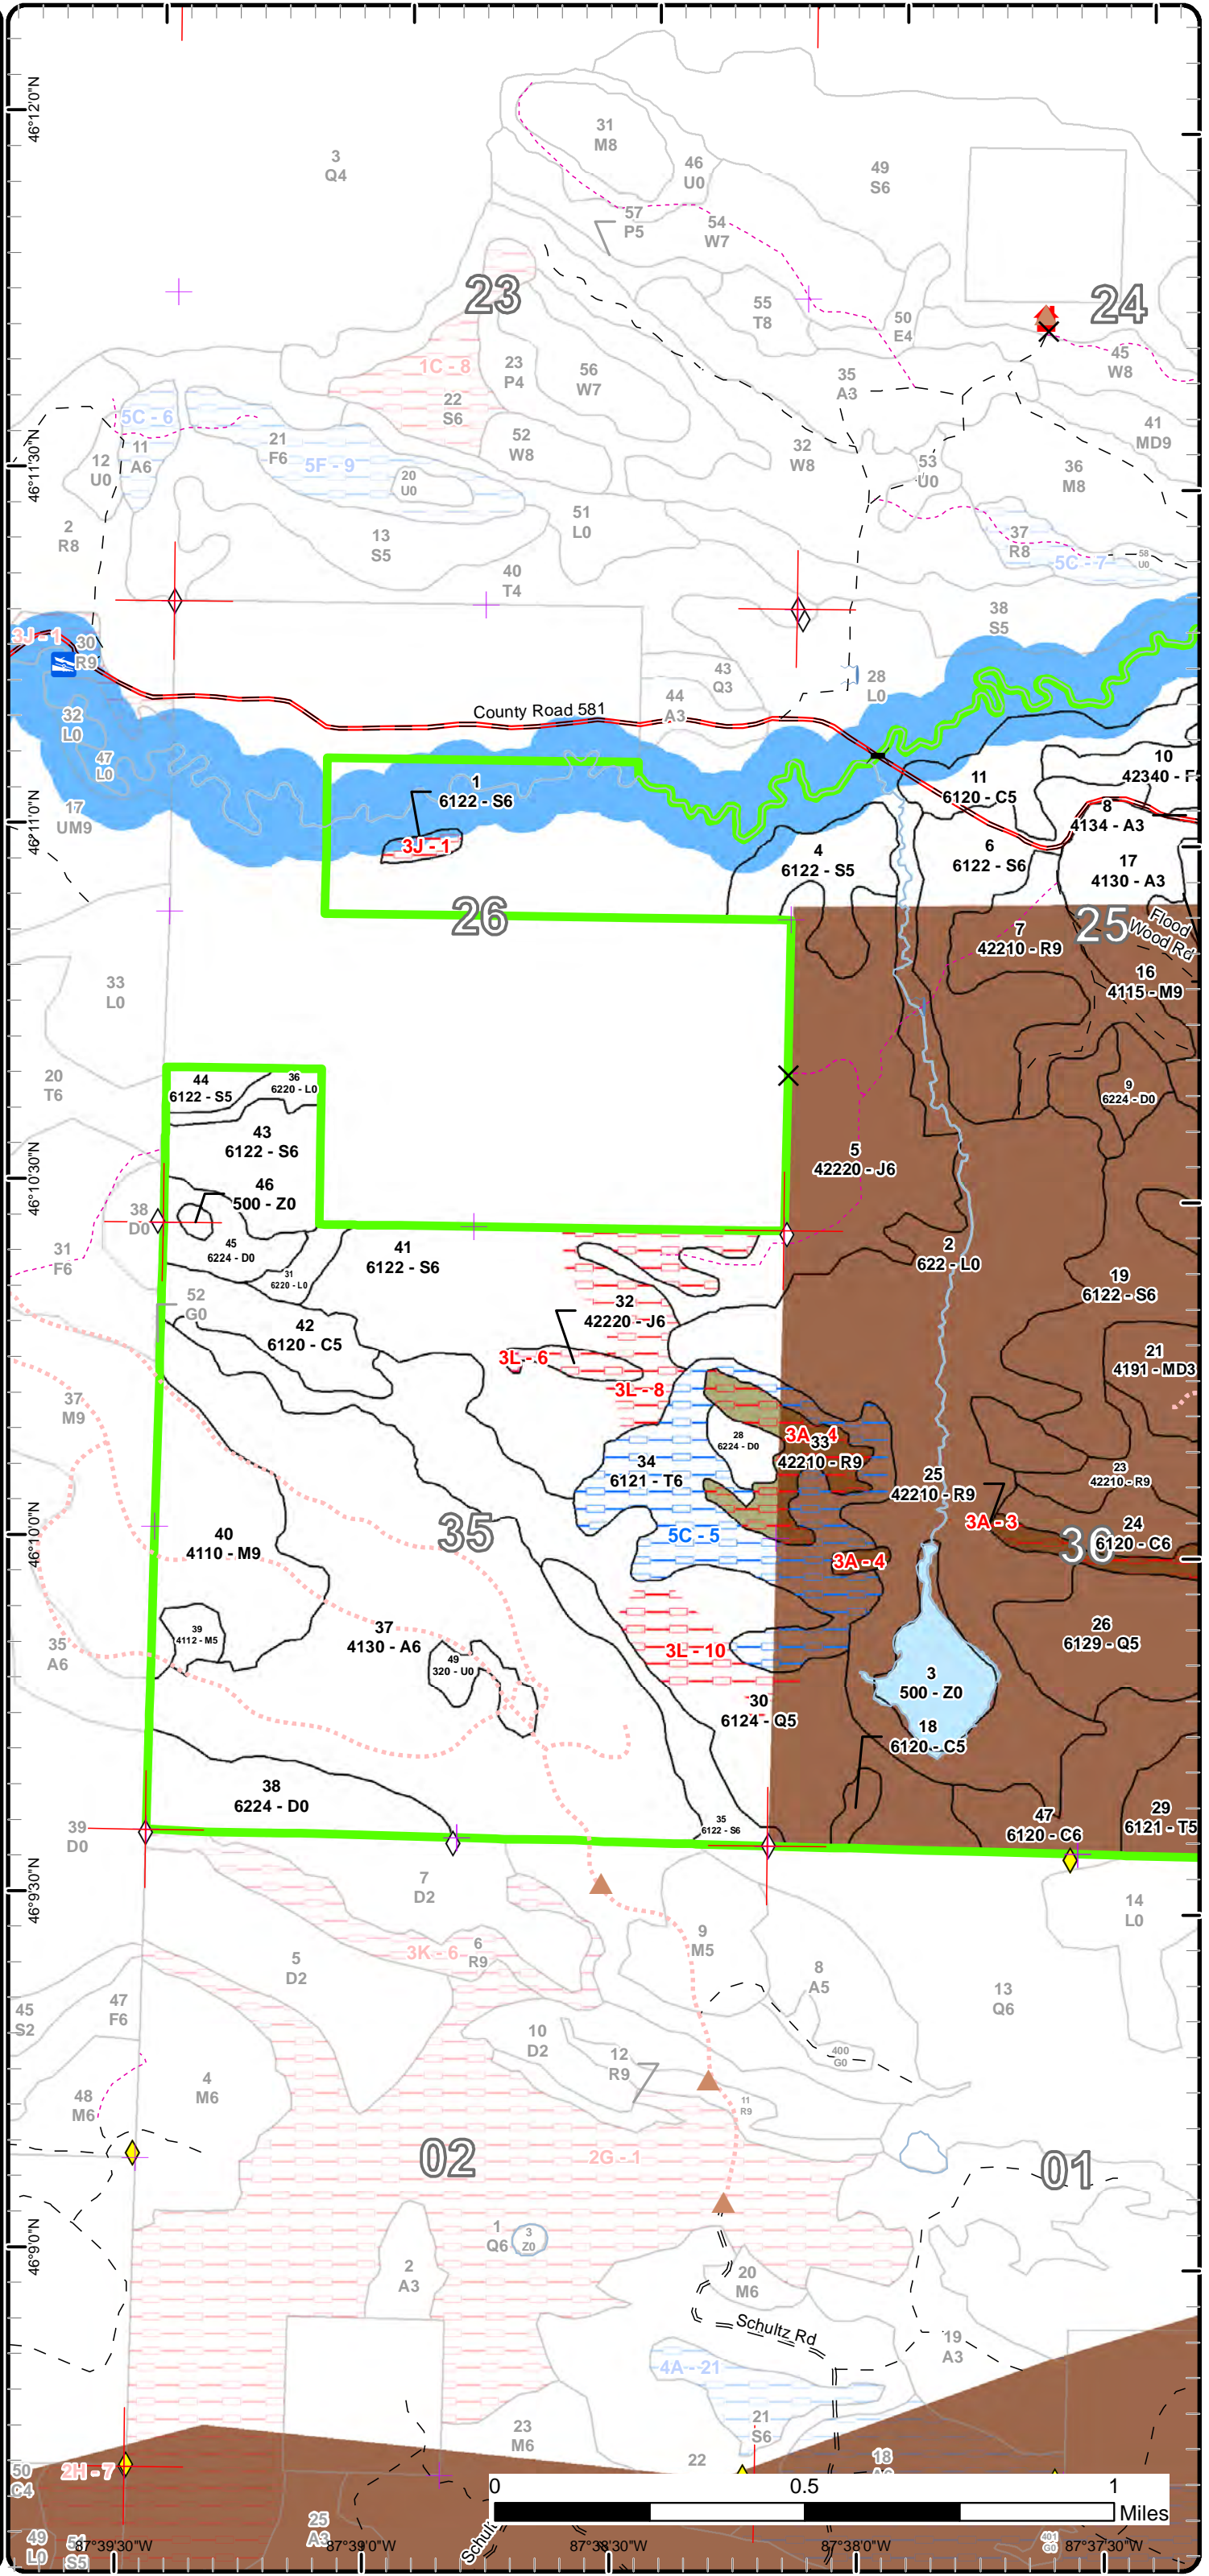 46°12'0"N
31
M8
3
Q4
46
U0
49
S6
57
P5
54
W7
23
24
55
T8
50
E4
45
W8
1C - 8
23
P4
56
W7
35
A3
22
S6
5C - 6
41
MD9
21
F6
52
W8
11
A6
5F - 9
32
W8
12
U0
20
U0
53
U0
36
M8
46°11'30"N
51
L0
2
R8
13
S5
37
R8
58
U0
5C - 7
40
T4
38
S5
3J - 1
30
R9
43
Q3
28
L0
44
A3
32
L0
County Road 581
47
L0
10
42340 - F
1
6122 - S6
11
6120 - C5
17
UM9
8
4134 - A3
46°11'0"N
3J - 1
4
6122 - S5
6
6122 - S6
17
4130 - A3
26
25
Flood
Wood Rd
7
42210 - R9
16
4115 - M9
33
L0
20
T6
44
6122 - S5
36
6220 - L0
9
6224 - D0
43
6122 - S6
5
42220 - J6
46°10'30"N
46
500 - Z0
38
D0
45
6224 - D0
41
6122 - S6
2
622 - L0
31
F6
31
6220 - L0
19
6122 - S6
52
G0
32
42220 - J6
42
6120 - C5
3L - 6
21
4191 - MD3
3L - 8
37
M9
28
6224 - D0
3A - 4
33
42210 - R9
34
6121 - T6
25
42210 - R9
23
42210 - R9
3A - 3
35
5C - 5
24
6120 - C6
46°10'0"N
40
4110 - M9
3A - 4
39
4112 - M5
37
4130 - A6
26
6129 - Q5
35
A6
49
320 - U0
3L - 10
3
500 - Z0
30
6124 - Q5
18
6120 - C5
38
6224 - D0
35
6122 - S6
47
6120 - C6
29
6121 - T5
39
D0
46°9'30"N
7
D2
14
L0
9
M5
5
D2
3K - 6
6
R9
8
A5
13
Q6
45
S2
47
F6
10
D2
12
R9
400
G0
4
M6
48
M6
11
R9
02
2G - 1
01
46°9'0"N
1
Q6
3
Z0
2
A3
20
M6
Schultz Rd
19
A3
4A - 21
21
S6
23
M6
22
18
50
C4
2H - 7
0 0.5 1
Miles
25
A3
49
L0
51
S5
401
G0
87°39'30"W 87°39'0"W 87°38'30"W 87°38'0"W 87°37'30"W